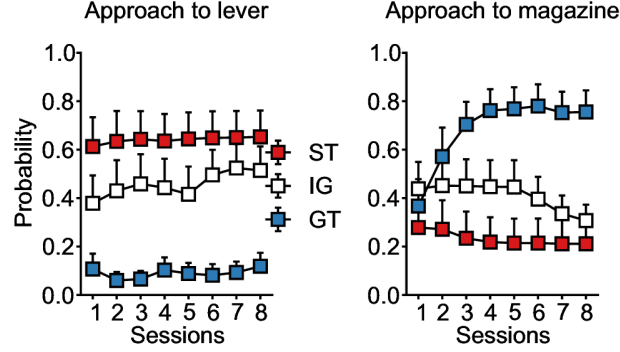 Approach to lever
Approach to magazine
Probability
1.0
0.8
0.6
0.4
0.2
0.0
1 2 3 4 5 6 7 8
Sessions
ST
IG
GT
1.0
0.8
0.6
0.4
0.2
0.0
1 2 3 4 5 6 7 8
Sessions